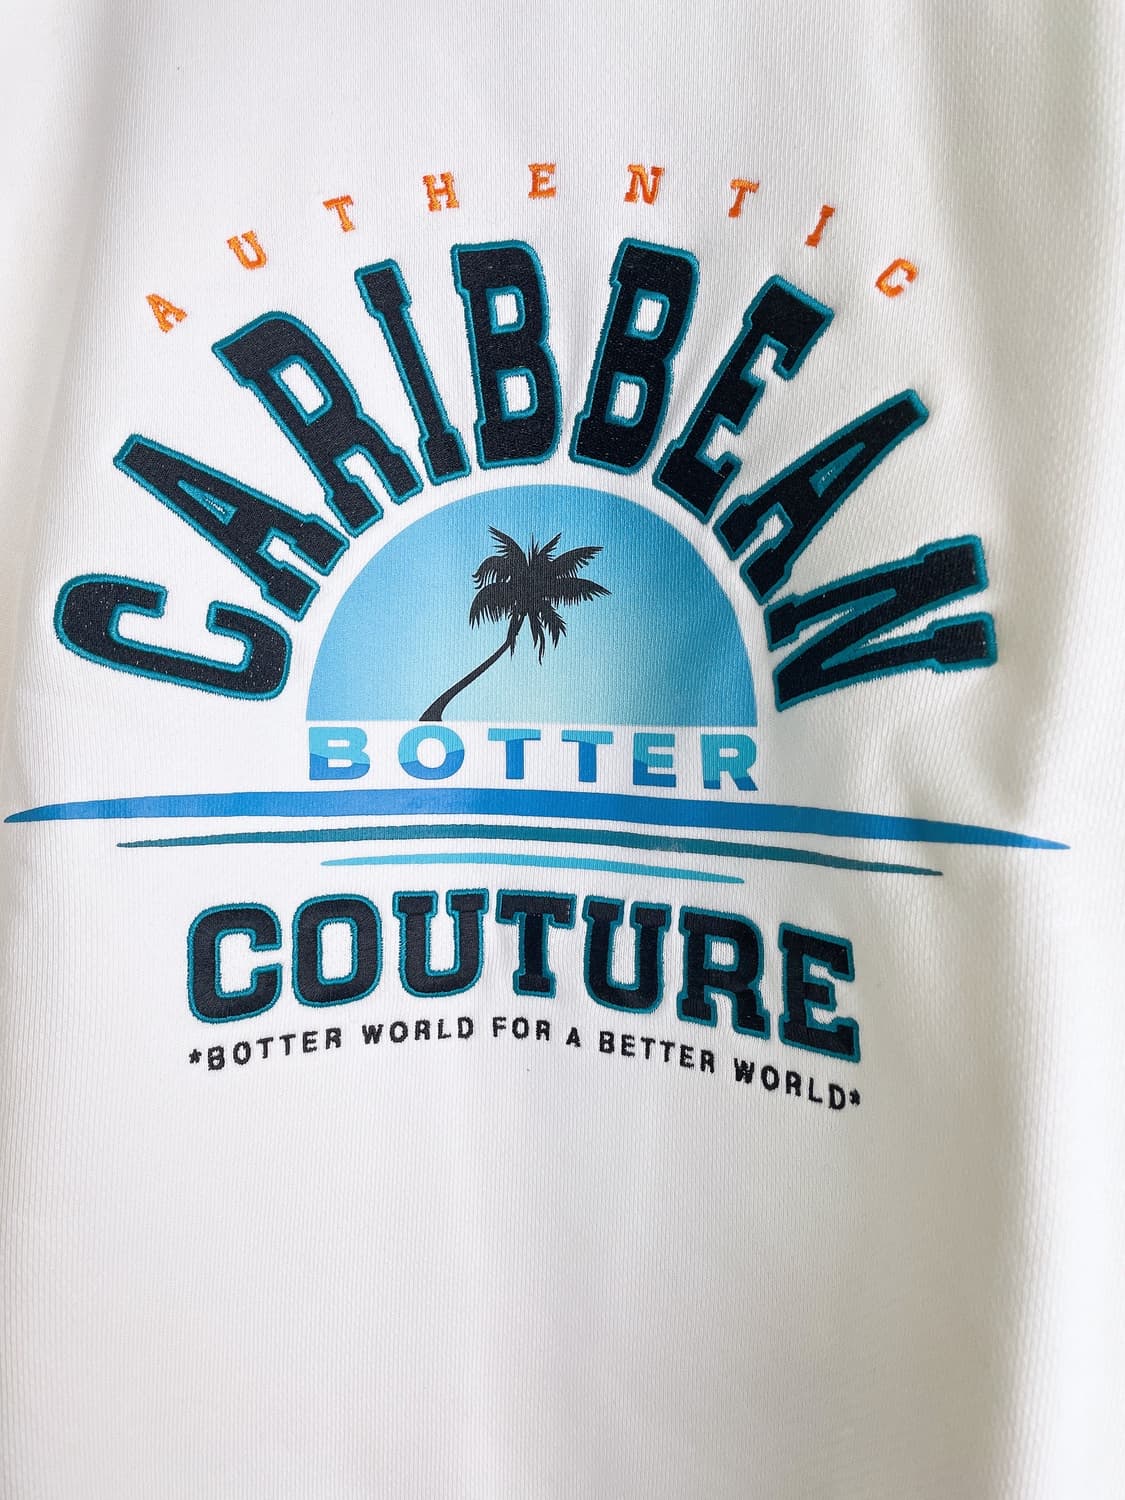 AUTHENTIC
CARIBBEAN
BOTTER
COUTURE
*BOTTER WORLD FOR A BETTER WORLD*